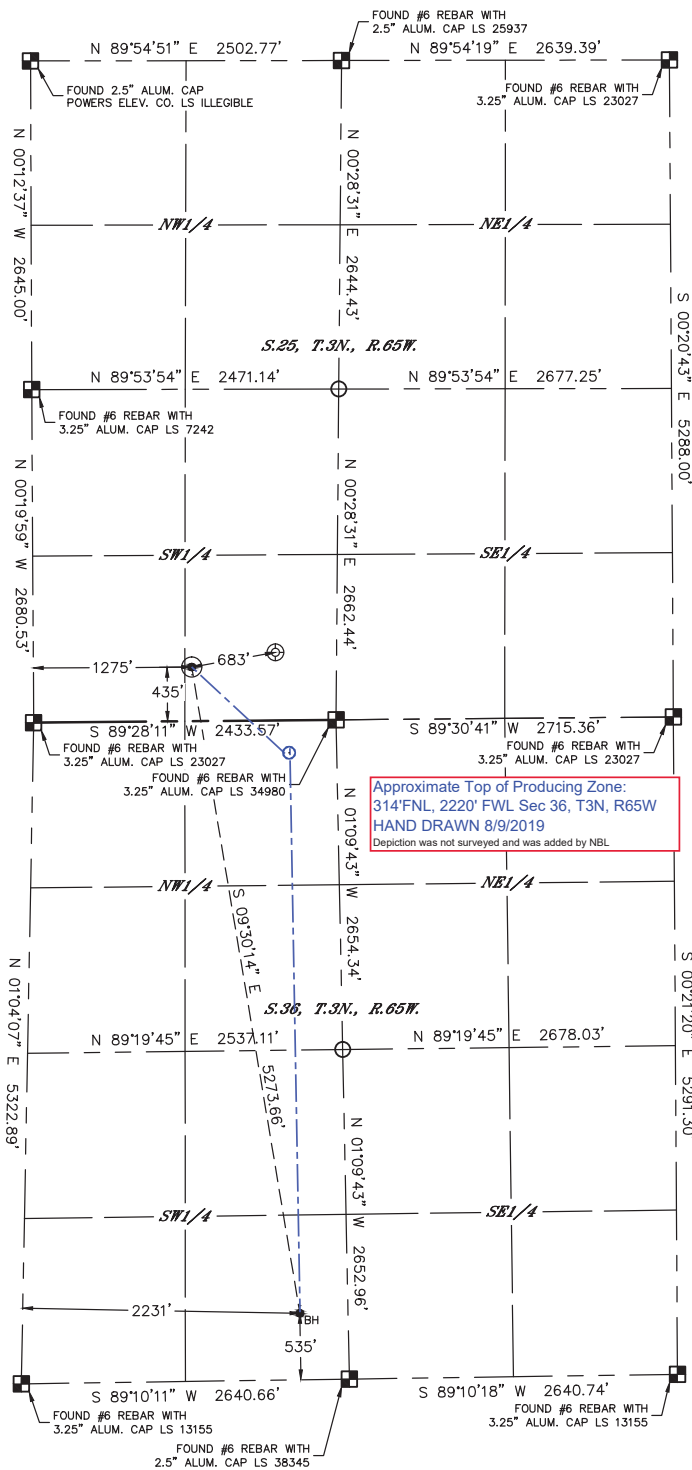 FOUND #6 REBAR WITH
2.5" ALUM. CAP LS 25937
N 89°54'51" E 2502.77'
N 89°54'19" E 2639.39'
FOUND 2.5" ALUM. CAP
POWERS ELEV. CO. LS ILLEGIBLE
FOUND #6 REBAR WITH
3.25" ALUM. CAP LS 23027
N 00°12'37" W 2645.00'
N 00°28'31" E 2644.43'
NW1/4
NE1/4
S 00°20'43" E 5288.00'
S.25, T.3N., R.65W.
N 89°53'54" E 2471.14'
N 89°53'54" E 2677.25'
FOUND #6 REBAR WITH
3.25" ALUM. CAP LS 7242
N 00°19'59" W 2680.53'
N 00°28'31" E 2662.44'
SW1/4
SE1/4
683'
1275'
435'
S 89°28'11" W 2433.57'
S 89°30'41" W 2715.36'
FOUND #6 REBAR WITH
3.25" ALUM. CAP LS 23027
FOUND #6 REBAR WITH
3.25" ALUM. CAP LS 34980
FOUND #6 REBAR WITH
3.25" ALUM. CAP LS 23027
Approximate Top of Producing Zone:
314'FNL, 2220' FWL Sec 36, T3N, R65W
HAND DRAWN 8/9/2019
Depiction was not surveyed and was added by NBL
N 01°09'43" W 2654.34'
NW1/4
NE1/4
S 09°30'14" E 5273.66'
N 01°04'07" E 5322.89'
S 00°21'20" E 5291.30'
S.36, T.3N., R.65W.
N 89°19'45" E 2537.11'
N 89°19'45" E 2678.03'
N 01°09'43" W 2652.96'
SW1/4
SE1/4
2231'
BH
535'
S 89°10'11" W 2640.66'
S 89°10'18" W 2640.74'
FOUND #6 REBAR WITH
3.25" ALUM. CAP LS 13155
FOUND #6 REBAR WITH
3.25" ALUM. CAP LS 13155
FOUND #6 REBAR WITH
2.5" ALUM. CAP LS 38345